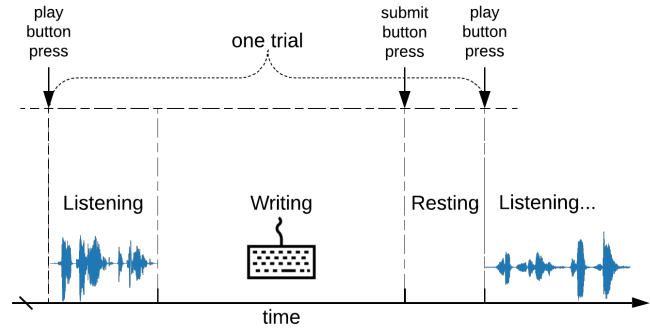 play
button
press
one trial
submit
button
press
play
button
press
Listening
Writing
Resting
Listening...
time